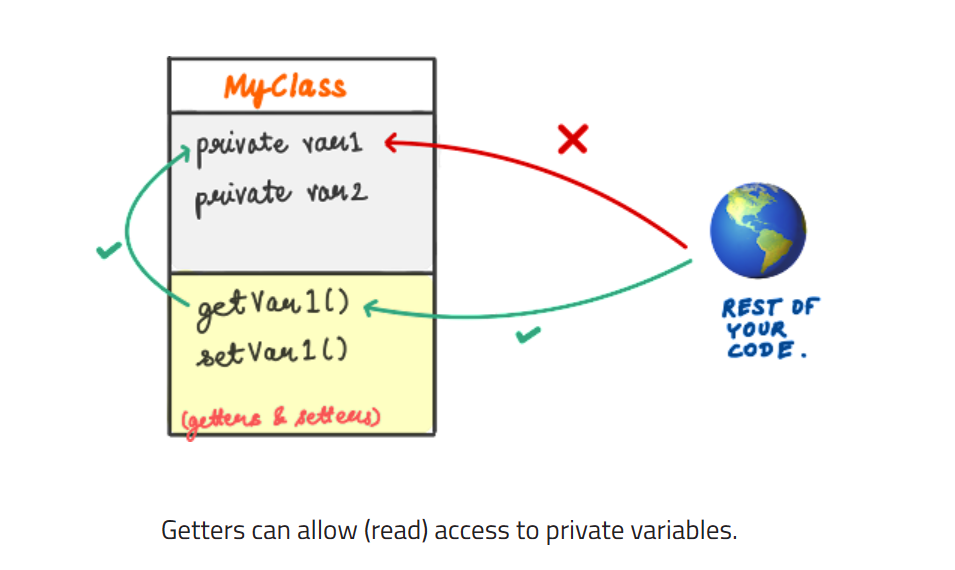 MyClass
private var1
private var2
getVar1()
setVar1()
(getters & setters)
REST OF
YOUR
CODE.
Getters can allow (read) access to private variables.